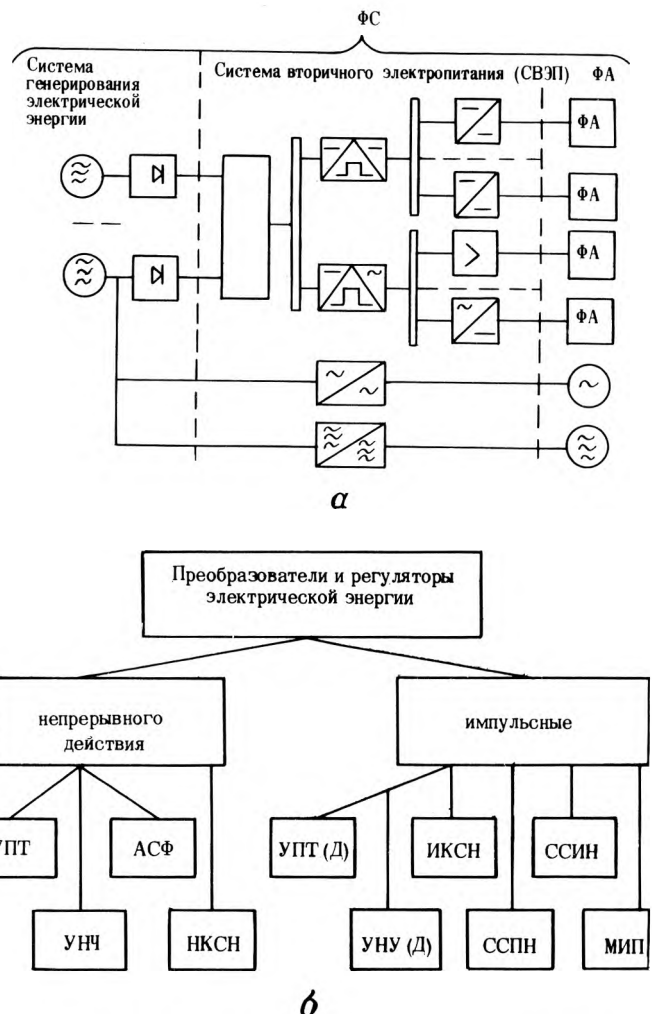 ФС
Система
генерирования
электрической
энергии
Система вторичного электропитания (СВЭП)
ФА
ФА
ФА
ФА
ФА
а
Преобразователи и регуляторы
электрической энергии
непрерывного
действия
импульсные
УПТ
АСФ
УПТ (Д)
ИКСН
ССИН
УНЧ
НКСН
УНУ (Д)
ССПН
МИП
б